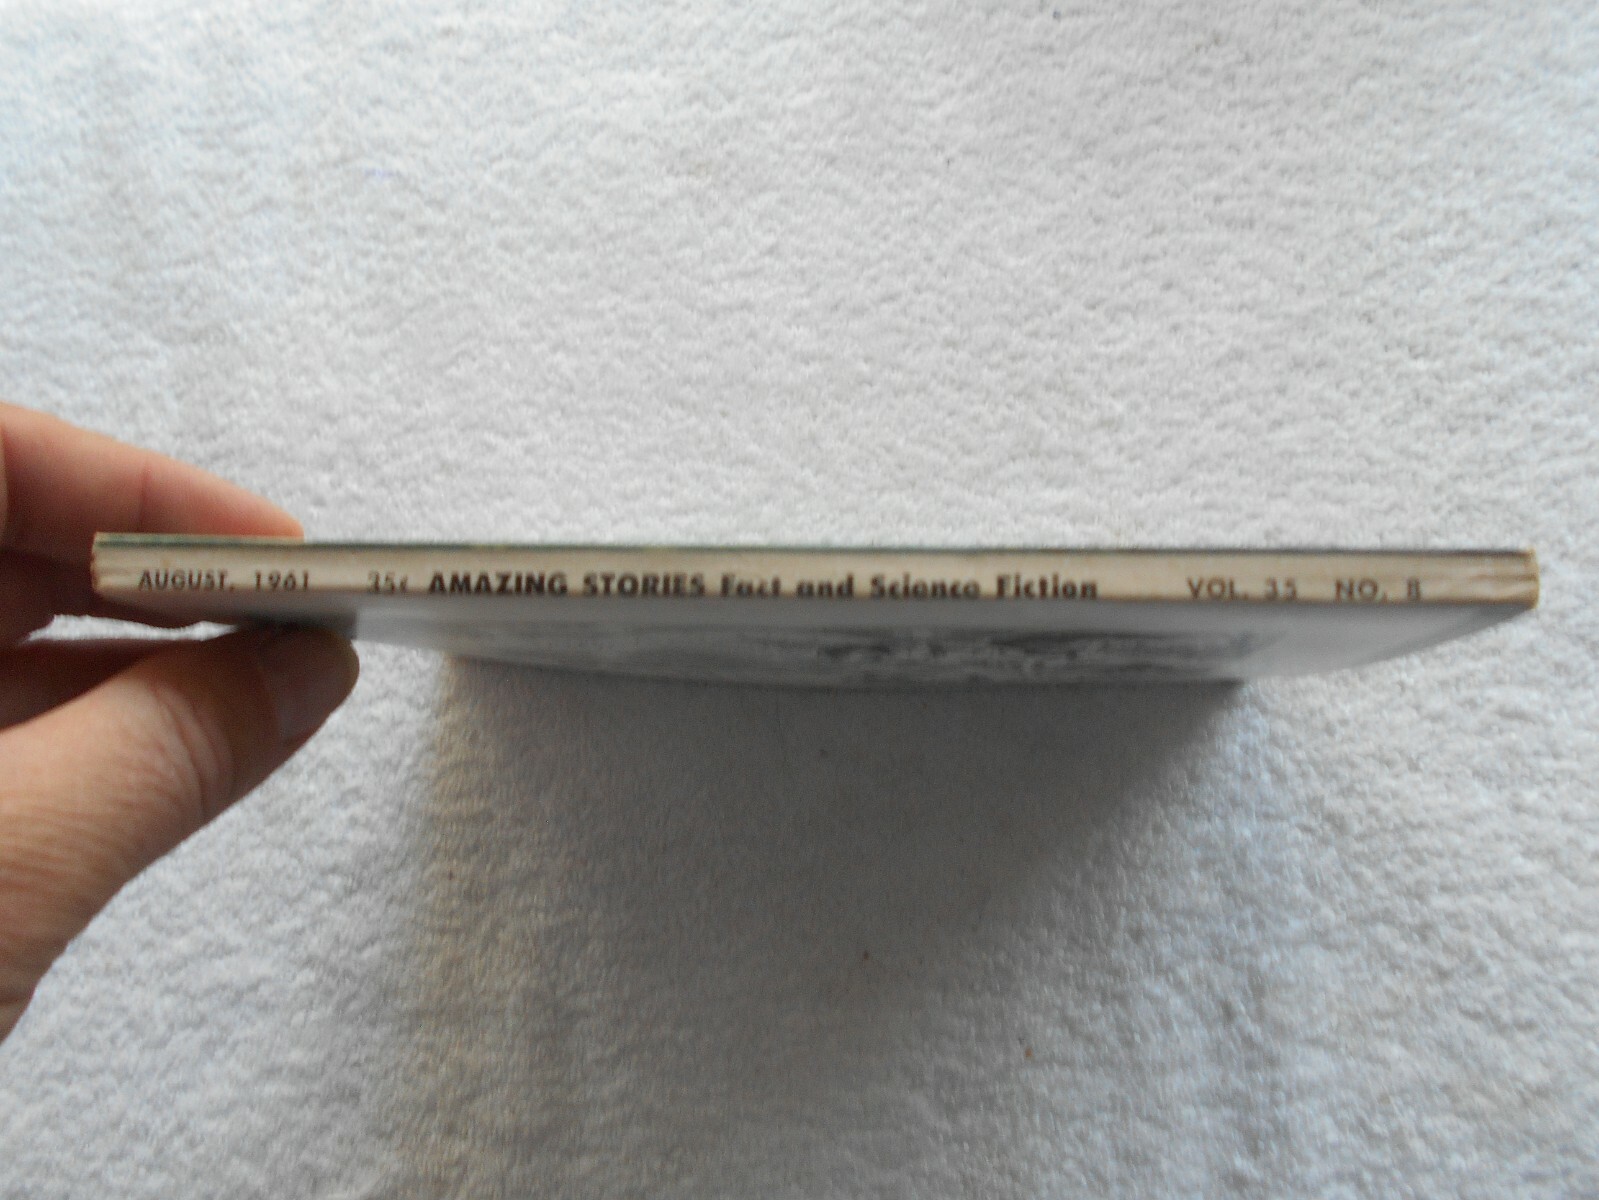 AUGUST, 1961 35¢ AMAZING STORIES Fact and Science Fiction VOL. 35 NO. 8